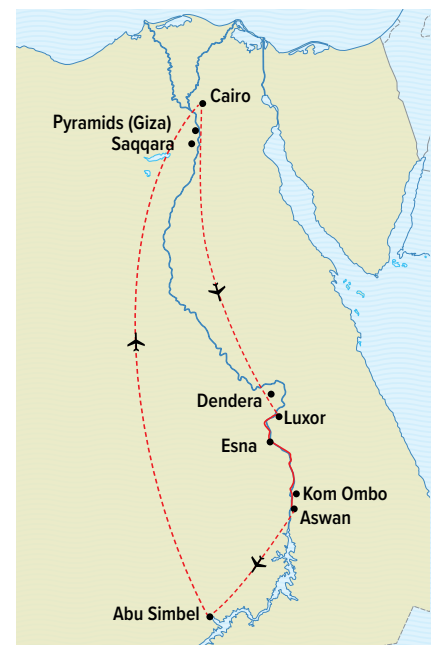 Cairo
Pyramids (Giza)
Saqqara
Dendera
Luxor
Esna
Kom Ombo
Aswan
Abu Simbel